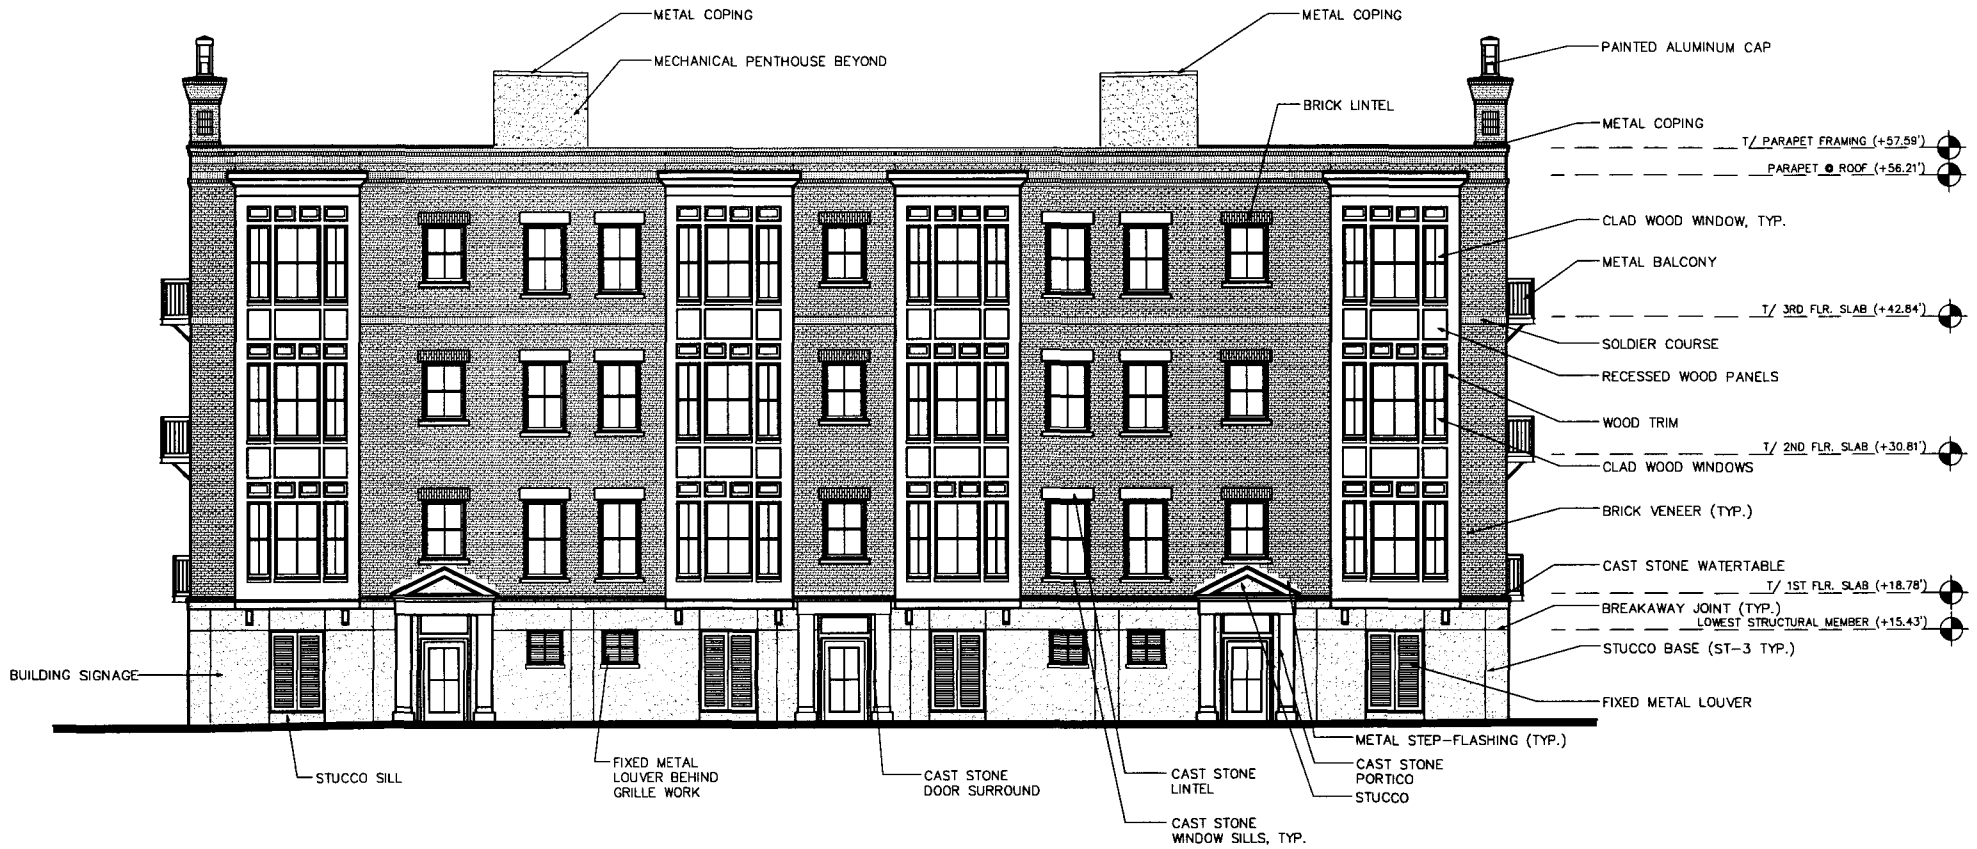 METAL COPING
METAL COPING
PAINTED ALUMINUM CAP
MECHANICAL PENTHOUSE BEYOND
BRICK LINTEL
METAL COPING
T/ PARAPET FRAMING (+57.59')
PARAPET @ ROOF (+56.21')
CLAD WOOD WINDOW, TYP.
METAL BALCONY
T/ 3RD FLR. SLAB (+42.84')
SOLDIER COURSE
RECESSED WOOD PANELS
WOOD TRIM
T/ 2ND FLR. SLAB (+30.81')
CLAD WOOD WINDOWS
BRICK VENEER (TYP.)
CAST STONE WATERTABLE
T/ 1ST FLR. SLAB (+18.78')
BREAKAWAY JOINT (TYP.)
LOWEST STRUCTURAL MEMBER (+15.43')
STUCCO BASE (ST-3 TYP.)
BUILDING SIGNAGE
FIXED METAL LOUVER
METAL STEP-FLASHING (TYP.)
STUCCO SILL
FIXED METAL
LOUVER BEHIND
GRILLE WORK
CAST STONE
DOOR SURROUND
CAST STONE
LINTEL
CAST STONE
PORTICO
STUCCO
CAST STONE
WINDOW SILLS, TYP.